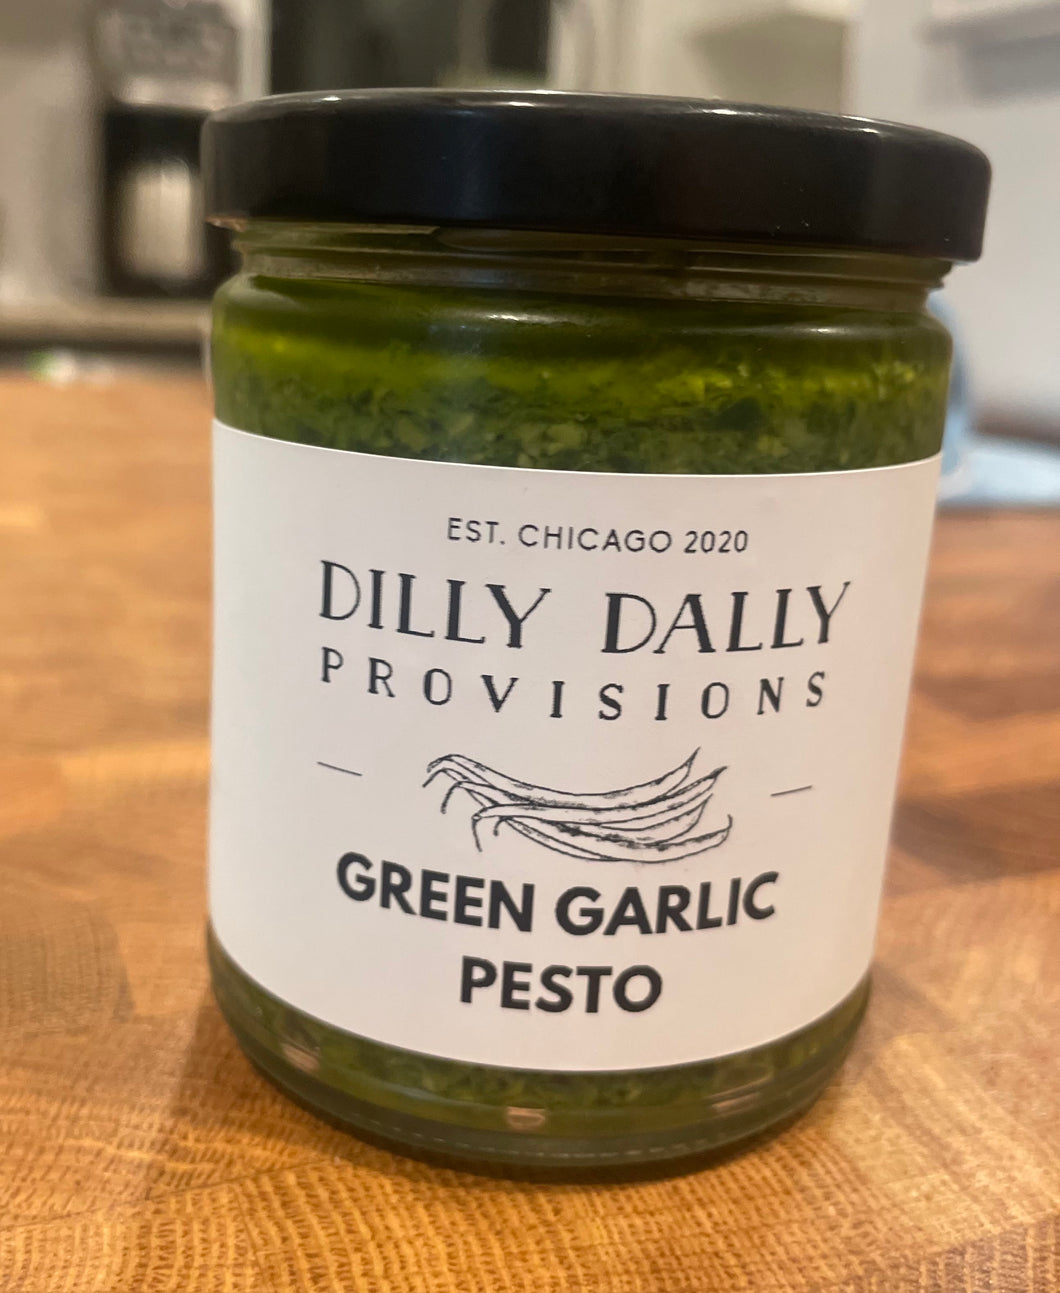 EST. CHICAGO 2020
DILLY DALLY
PROVISIONS
GREEN GARLIC
PESTO